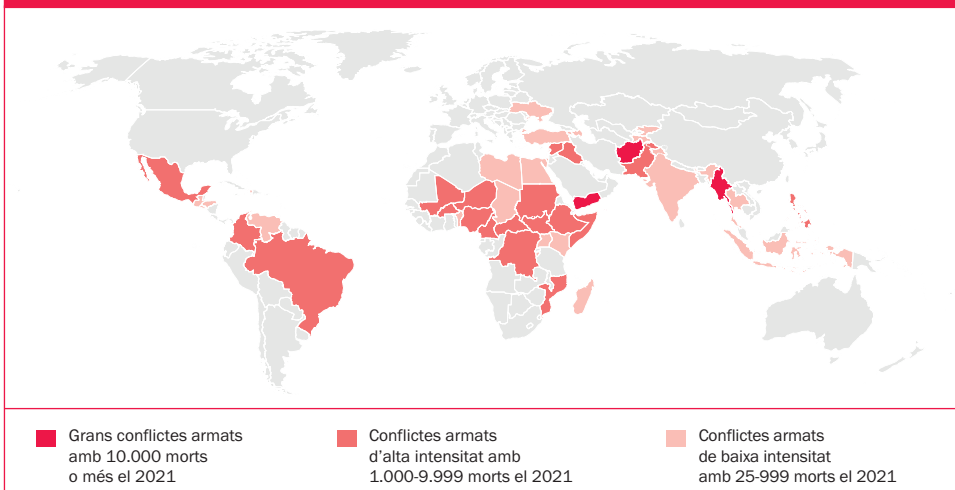 Grans conflictes armats
amb 10.000 morts
o més el 2021
Conflictes armats
d'alta intensitat amb
1.000-9.999 morts el 2021
Conflictes armats
de baixa intensitat
amb 25-999 morts el 2021